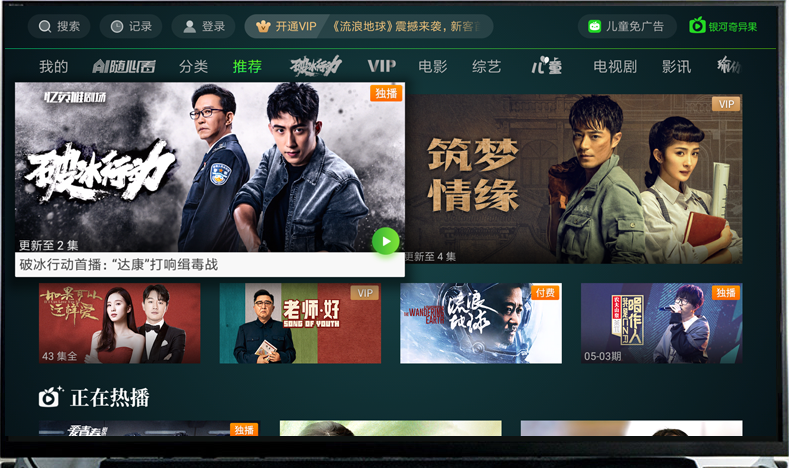 搜索 记录 登录 开通VIP 《流浪地球》震撼来袭，新客 儿童免广告 银河奇异果
我的 AI随心看 分类 推荐 破冰行动 VIP 电影 综艺 儿童 电视剧 影讯
忆英雄剧场 独播
破冰行动
更新至 2 集
破冰行动首播：“达康”打响缉毒战
VIP
筑梦
情缘
更新至 4 集
如果可以
这样爱
43 集全
VIP
老师·好
SONG OF YOUTH
付费
THE WANDERING EARTH
流浪
地球
独播
我是
唱作人
05-03期
正在热播
独播